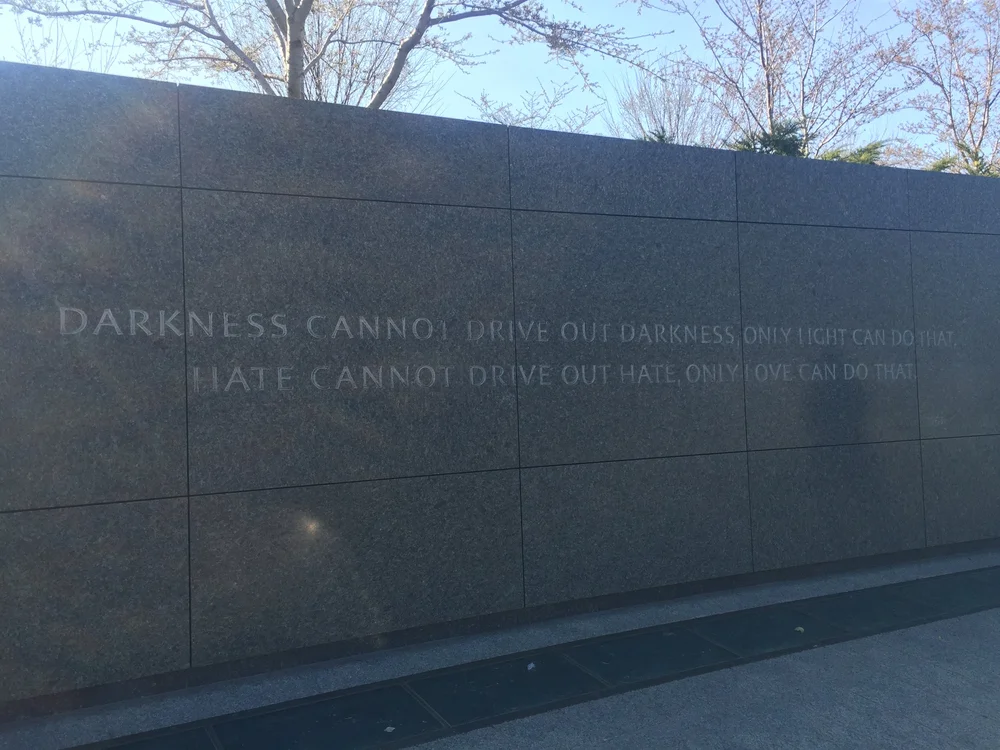 DARKNESS CANNOT DRIVE OUT DARKNESS, ONLY LIGHT CAN DO THAT.
HATE CANNOT DRIVE OUT HATE, ONLY LOVE CAN DO THAT.